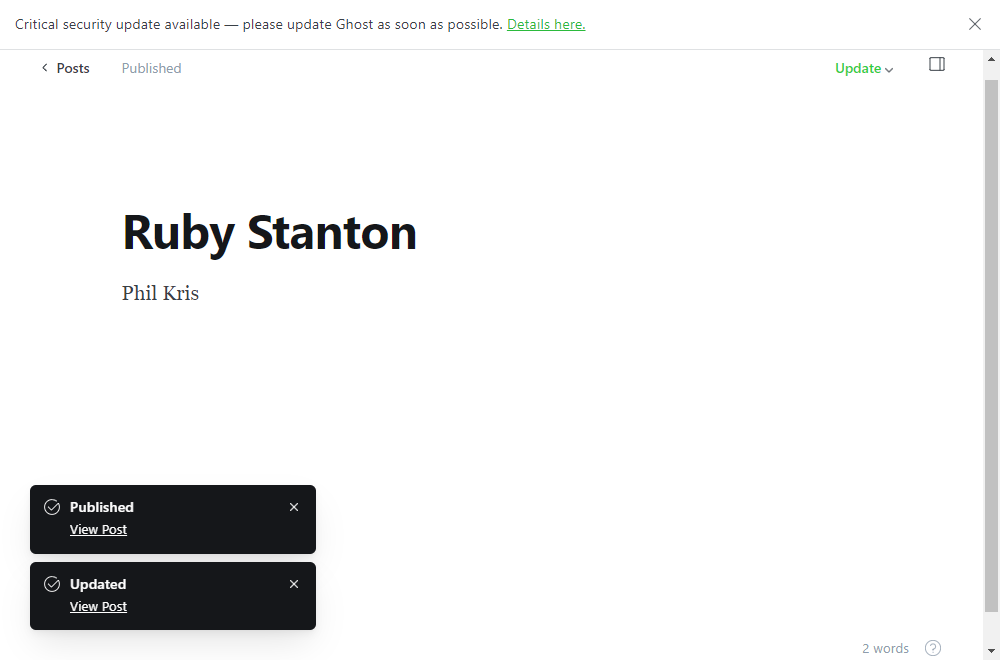 Critical security update available — please update Ghost as soon as possible. Details here.
Posts Published Update
Ruby Stanton
Phil Kris
Published
View Post
Updated
View Post
2 words